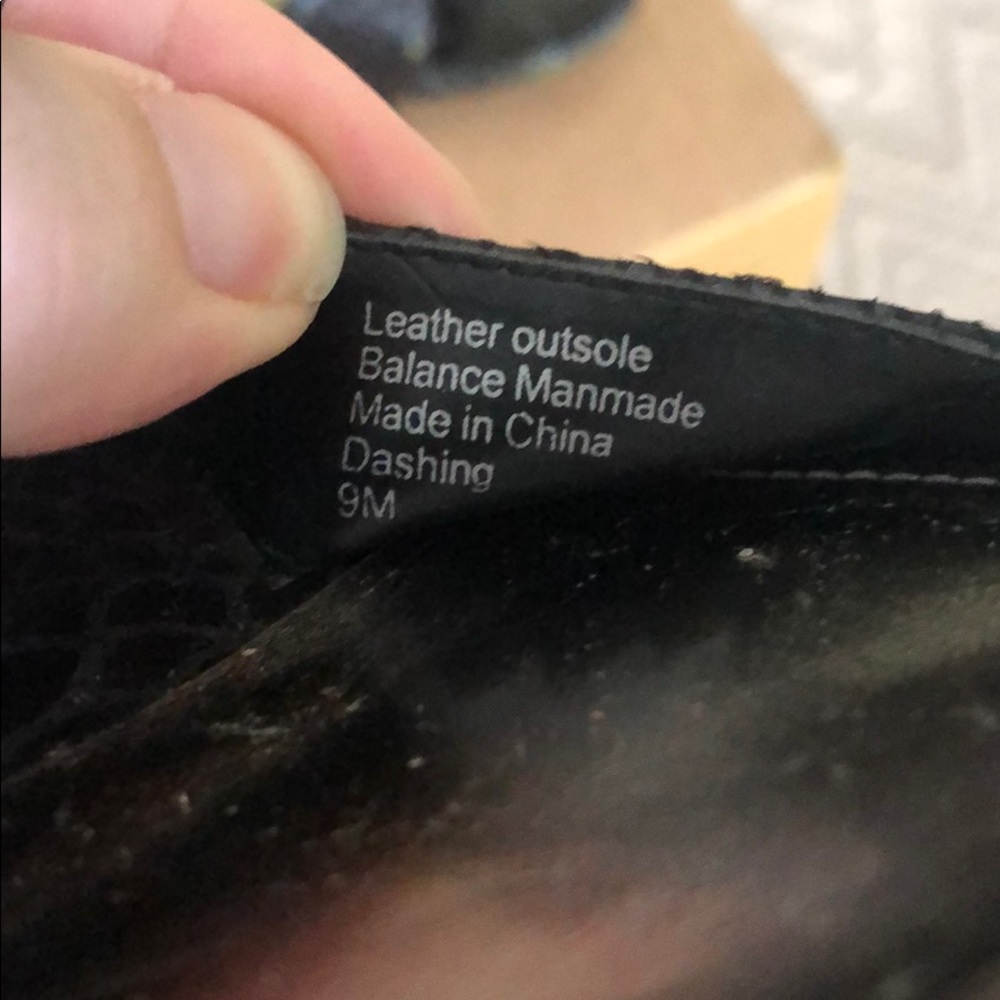 Leather outsole
Balance Manmade
Made in China
Dashing
9M